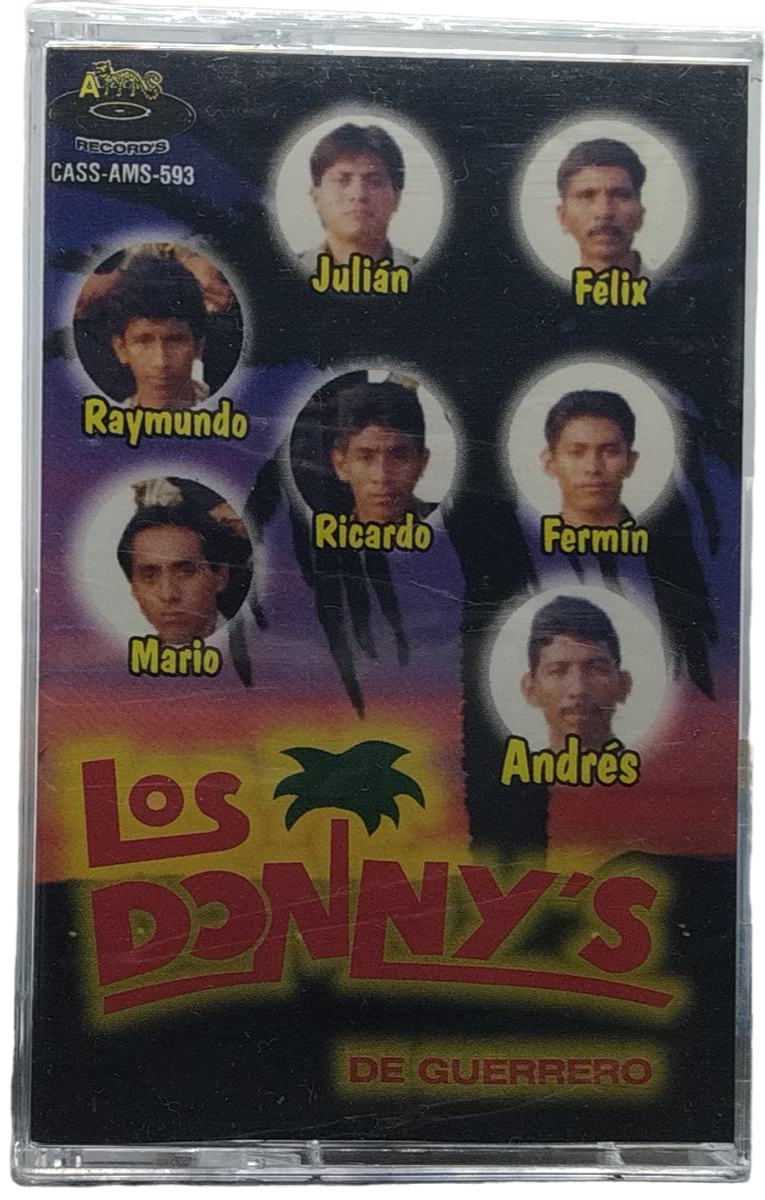 A
RECORD'S
CASS-AMS-593
Julián
Félix
Raymundo
Ricardo
Fermín
Mario
Andrés
LOS
DONNY'S
DE GUERRERO